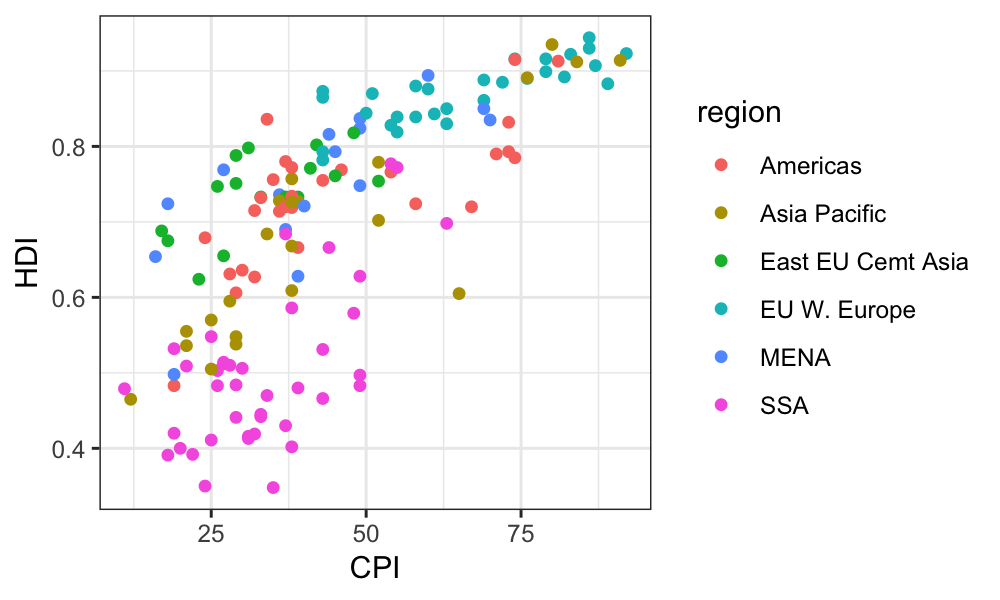 HDI
0.8
0.6
0.4
25 50 75
CPI
region
Americas
Asia Pacific
East EU Cemt Asia
EU W. Europe
MENA
SSA